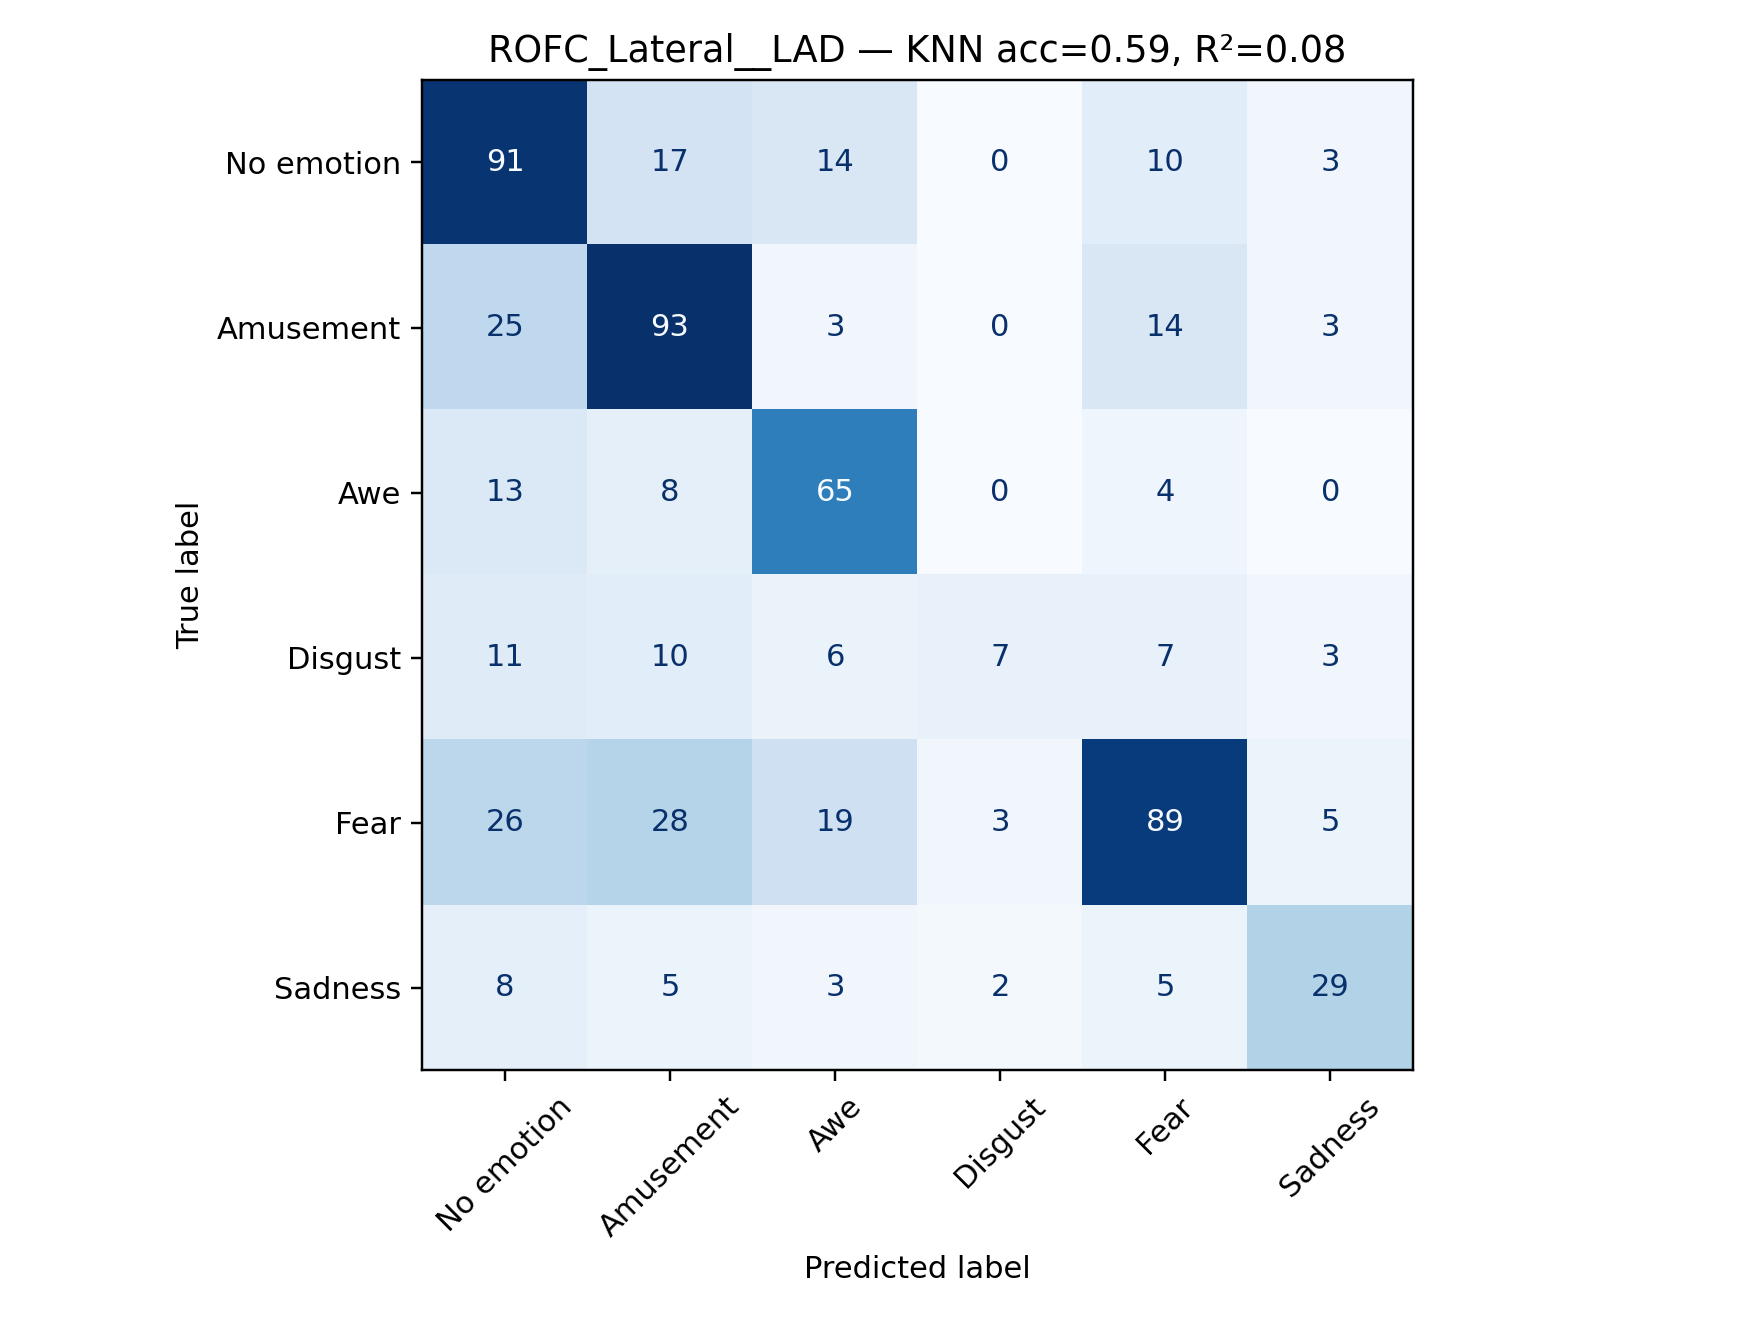 ROFC_Lateral__LAD — KNN acc=0.59, R²=0.08
No emotion 91 17 14 0 10 3
Amusement 25 93 3 0 14 3
Awe 13 8 65 0 4 0
True label
Disgust 11 10 6 7 7 3
Fear 26 28 19 3 89 5
Sadness 8 5 3 2 5 29
No emotion Amusement Awe Disgust Fear Sadness
Predicted label